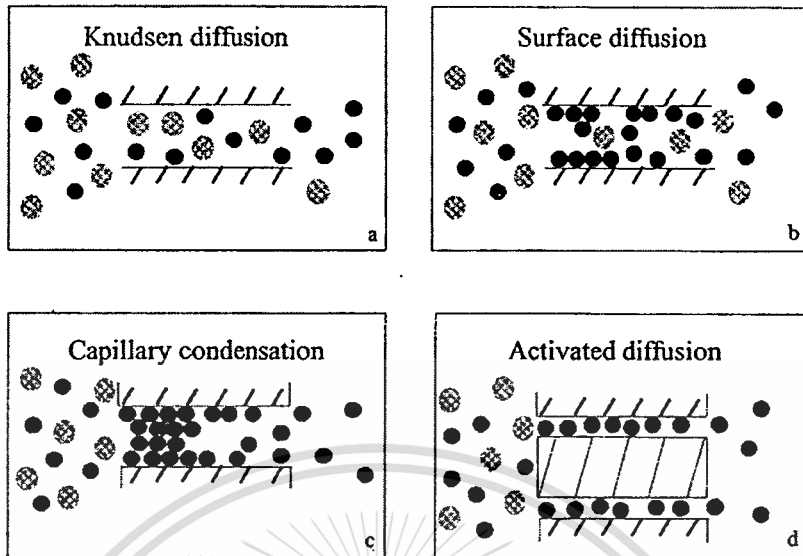 Knudsen diffusion
a
Surface diffusion
b
Capillary condensation
c
Activated diffusion
d